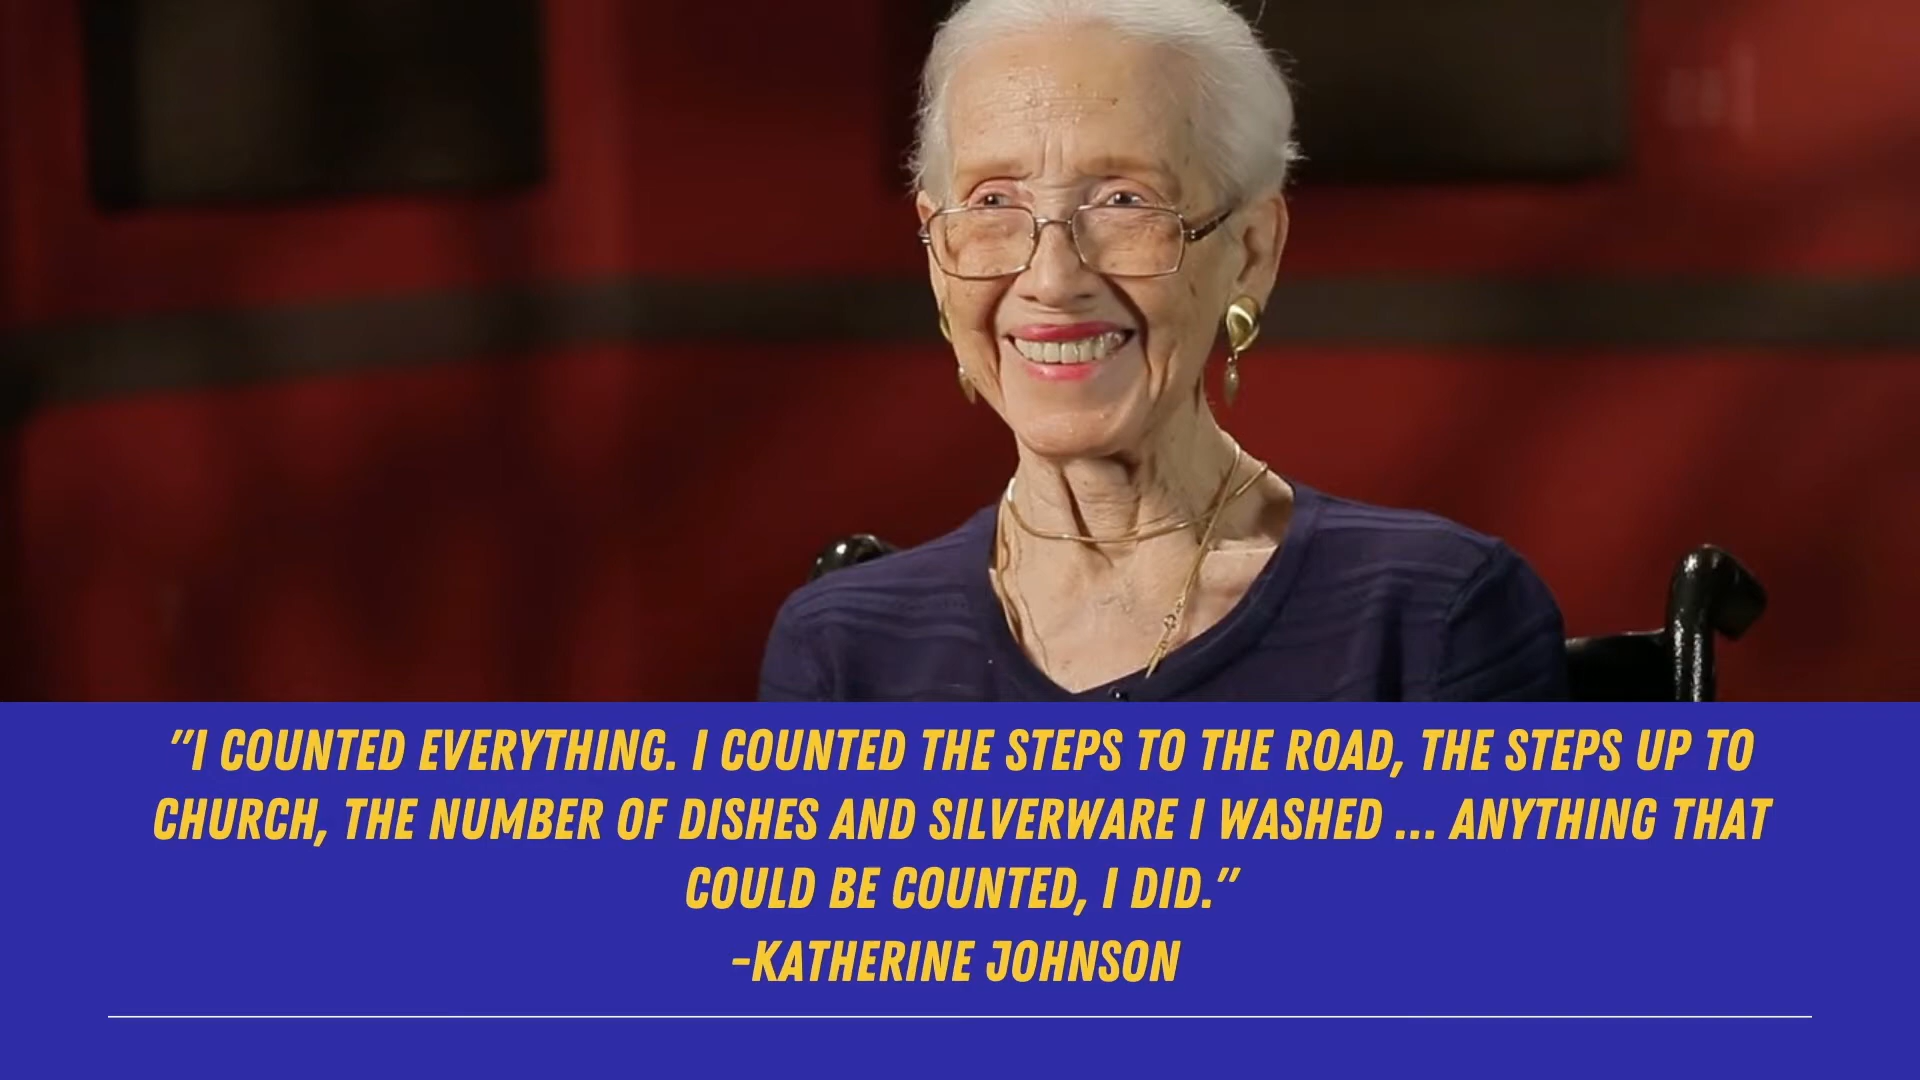 "I COUNTED EVERYTHING. I COUNTED THE STEPS TO THE ROAD, THE STEPS UP TO
CHURCH, THE NUMBER OF DISHES AND SILVERWARE I WASHED ... ANYTHING THAT
COULD BE COUNTED, I DID."
-KATHERINE JOHNSON